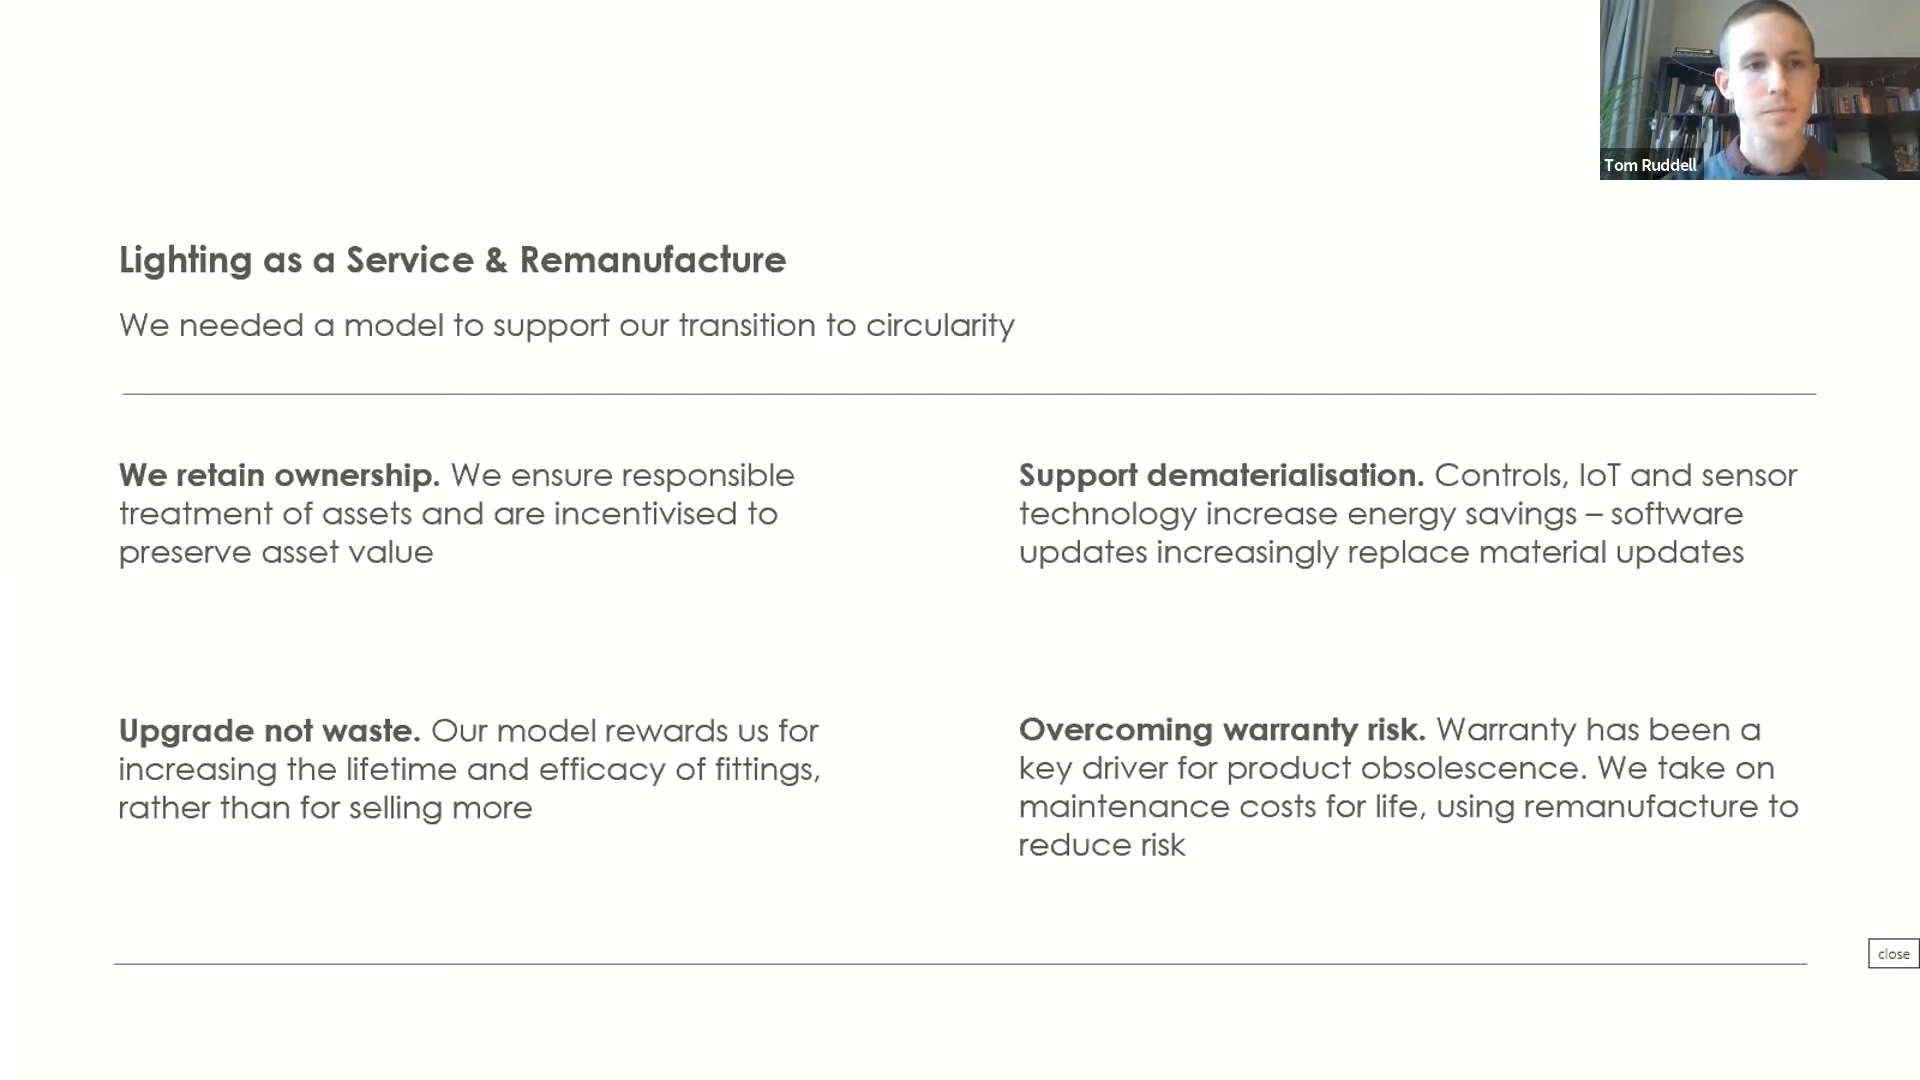 Tom Ruddell
Lighting as a Service & Remanufacture
We needed a model to support our transition to circularity
We retain ownership. We ensure responsible
treatment of assets and are incentivised to
preserve asset value
Support dematerialisation. Controls, IoT and sensor
technology increase energy savings – software
updates increasingly replace material updates
Upgrade not waste. Our model rewards us for
increasing the lifetime and efficacy of fittings,
rather than for selling more
Overcoming warranty risk. Warranty has been a
key driver for product obsolescence. We take on
maintenance costs for life, using remanufacture to
reduce risk
close